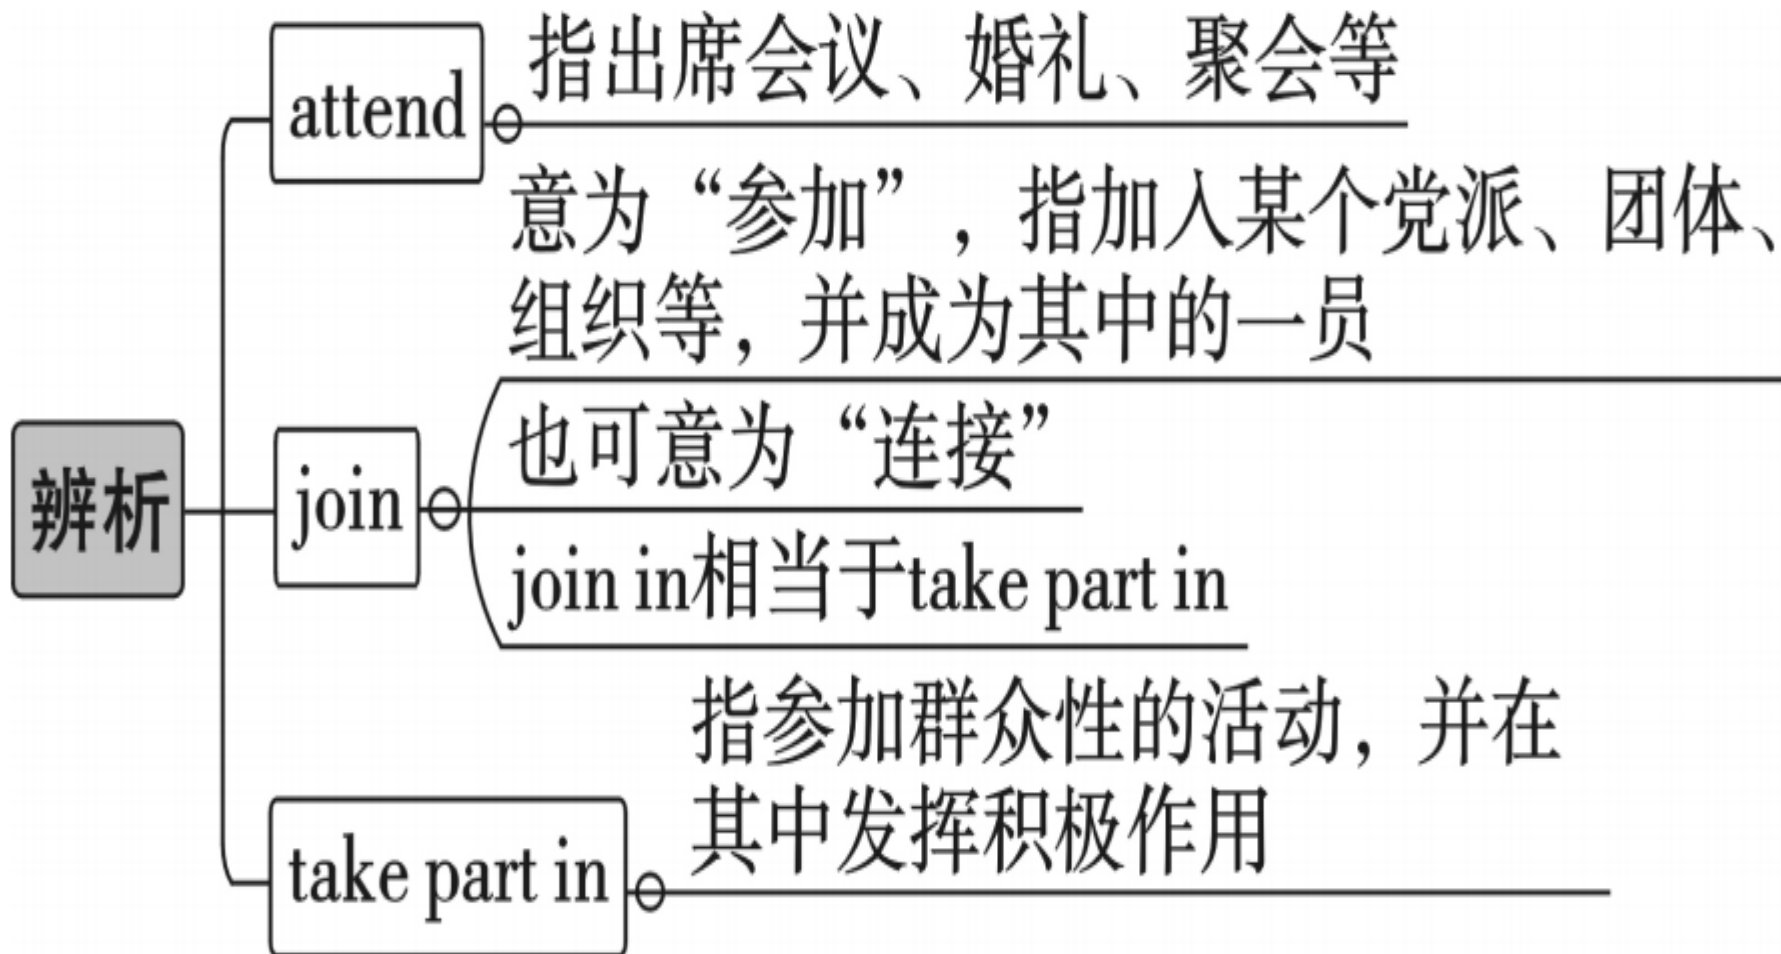 辨析
attend
指出席会议、婚礼、聚会等
join
意为“参加”，指加入某个党派、团体、
组织等，并成为其中的一员
也可意为“连接”
join in相当于take part in
take part in
指参加群众性的活动，并在
其中发挥积极作用